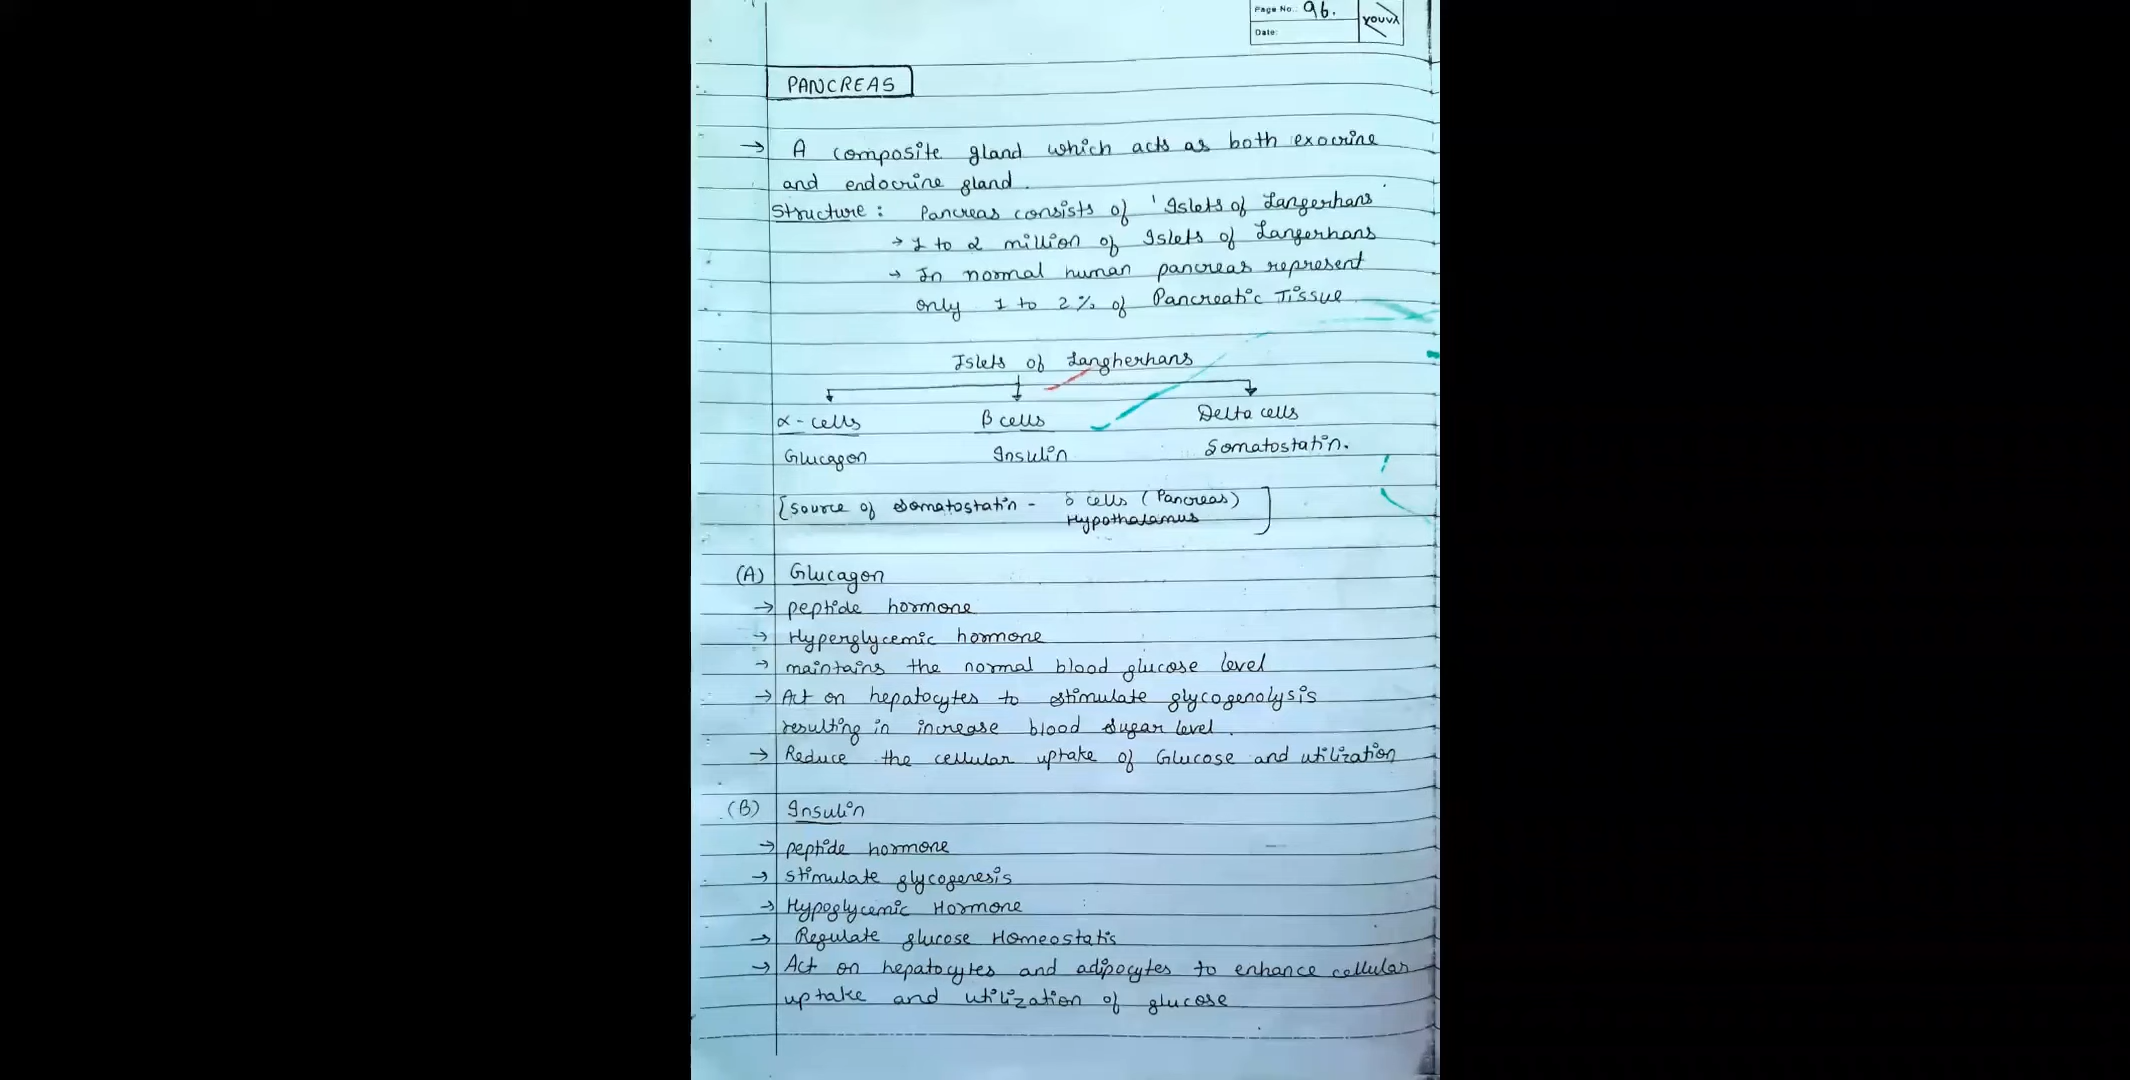 Page No.: 96.
Date:
youva
PANCREAS
→ A composite gland which acts as both exocrine
and endocrine gland.
Structure : Pancreas consists of 'Islets of Langerhans'
→ 1 to 2 million of Islets of Langerhans
→ In normal human pancreas represent
only 1 to 2 % of Pancreatic Tissue
Islets of Langherhans
α - cells β cells Delta cells
Glucagon Insulin Somatostatin.
[source of somatostatin - δ cells (Pancreas)
Hypothalamus]
(A) Glucagon
→ peptide hormone
→ Hyperglycemic hormone
→ maintains the normal blood glucose level
→ Act on hepatocytes to stimulate glycogenolysis
resulting in increase blood sugar level.
→ Reduce the cellular uptake of Glucose and utilization
(B) Insulin
→ peptide hormone
→ stimulate glycogenesis
→ Hypoglycemic Hormone
→ Regulate glucose Homeostatis
→ Act on hepatocytes and adipocytes to enhance cellular
uptake and utilization of glucose